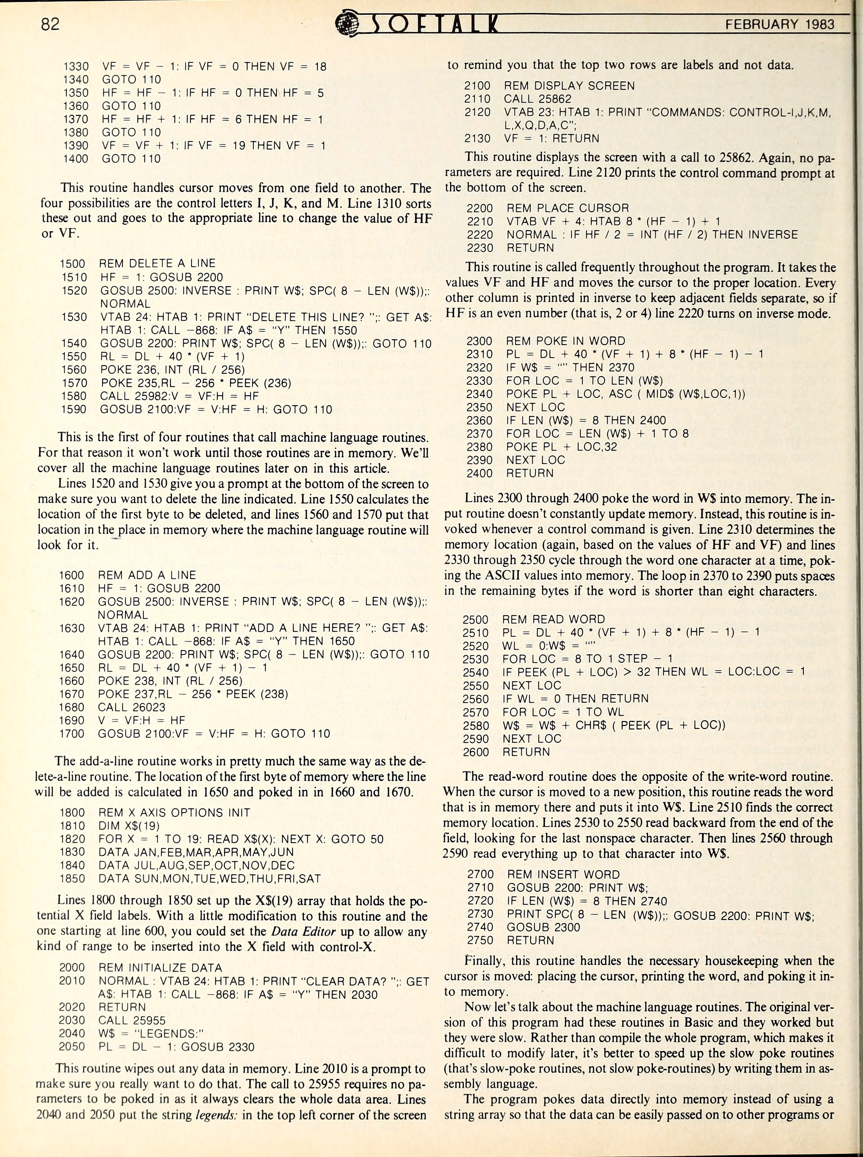 82
SOFTALK
FEBRUARY 1983
1330 VF = VF - 1: IF VF = 0 THEN VF = 18
1340 GOTO 110
1350 HF = HF - 1: IF HF = 0 THEN HF = 5
1360 GOTO 110
1370 HF = HF + 1: IF HF = 6 THEN HF = 1
1380 GOTO 110
1390 VF = VF + 1: IF VF = 19 THEN VF = 1
1400 GOTO 110
This routine handles cursor moves from one field to another. The
four possibilities are the control letters I, J, K, and M. Line 1310 sorts
these out and goes to the appropriate line to change the value of HF
or VF.
1500 REM DELETE A LINE
1510 HF = 1: GOSUB 2200
1520 GOSUB 2500: INVERSE : PRINT W$; SPC( 8 - LEN (W$));:
NORMAL
1530 VTAB 24: HTAB 1: PRINT "DELETE THIS LINE? ";: GET A$:
HTAB 1: CALL -868: IF A$ = "Y" THEN 1550
1540 GOSUB 2200: PRINT W$; SPC( 8 - LEN (W$));: GOTO 110
1550 RL = DL + 40 * (VF + 1)
1560 POKE 236, INT (RL / 256)
1570 POKE 235,RL - 256 * PEEK (236)
1580 CALL 25982:V = VF:H = HF
1590 GOSUB 2100:VF = V:HF = H: GOTO 110
This is the first of four routines that call machine language routines.
For that reason it won't work until those routines are in memory. We'll
cover all the machine language routines later on in this article.
Lines 1520 and 1530 give you a prompt at the bottom of the screen to
make sure you want to delete the line indicated. Line 1550 calculates the
location of the first byte to be deleted, and lines 1560 and 1570 put that
location in the place in memory where the machine language routine will
look for it.
1600 REM ADD A LINE
1610 HF = 1: GOSUB 2200
1620 GOSUB 2500: INVERSE : PRINT W$; SPC( 8 - LEN (W$));:
NORMAL
1630 VTAB 24: HTAB 1: PRINT "ADD A LINE HERE? ";: GET A$:
HTAB 1: CALL -868: IF A$ = "Y" THEN 1650
1640 GOSUB 2200: PRINT W$; SPC( 8 - LEN (W$));: GOTO 110
1650 RL = DL + 40 * (VF + 1) - 1
1660 POKE 238, INT (RL / 256)
1670 POKE 237,RL - 256 * PEEK (238)
1680 CALL 26023
1690 V = VF:H = HF
1700 GOSUB 2100:VF = V:HF = H: GOTO 110
The add-a-line routine works in pretty much the same way as the de-
lete-a-line routine. The location of the first byte of memory where the line
will be added is calculated in 1650 and poked in in 1660 and 1670.
1800 REM X AXIS OPTIONS INIT
1810 DIM X$(19)
1820 FOR X = 1 TO 19: READ X$(X): NEXT X: GOTO 50
1830 DATA JAN,FEB,MAR,APR,MAY,JUN
1840 DATA JUL,AUG,SEP,OCT,NOV,DEC
1850 DATA SUN,MON,TUE,WED,THU,FRI,SAT
Lines 1800 through 1850 set up the X$(19) array that holds the po-
tential X field labels. With a little modification to this routine and the
one starting at line 600, you could set the Data Editor up to allow any
kind of range to be inserted into the X field with control-X.
2000 REM INITIALIZE DATA
2010 NORMAL : VTAB 24: HTAB 1: PRINT "CLEAR DATA? ";: GET
A$: HTAB 1: CALL -868: IF A$ = "Y" THEN 2030
2020 RETURN
2030 CALL 25955
2040 W$ = "LEGENDS:"
2050 PL = DL - 1: GOSUB 2330
This routine wipes out any data in memory. Line 2010 is a prompt to
make sure you really want to do that. The call to 25955 requires no pa-
rameters to be poked in as it always clears the whole data area. Lines
2040 and 2050 put the string legends: in the top left corner of the screen
to remind you that the top two rows are labels and not data.
2100 REM DISPLAY SCREEN
2110 CALL 25862
2120 VTAB 23: HTAB 1: PRINT "COMMANDS: CONTROL-I,J,K,M,
L,X,Q,D,A,C";
2130 VF = 1: RETURN
This routine displays the screen with a call to 25862. Again, no pa-
rameters are required. Line 2120 prints the control command prompt at
the bottom of the screen.
2200 REM PLACE CURSOR
2210 VTAB VF + 4: HTAB 8 * (HF - 1) + 1
2220 NORMAL : IF HF / 2 = INT (HF / 2) THEN INVERSE
2230 RETURN
This routine is called frequently throughout the program. It takes the
values VF and HF and moves the cursor to the proper location. Every
other column is printed in inverse to keep adjacent fields separate, so if
HF is an even number (that is, 2 or 4) line 2220 turns on inverse mode.
2300 REM POKE IN WORD
2310 PL = DL + 40 * (VF + 1) + 8 * (HF - 1) - 1
2320 IF W$ = "" THEN 2370
2330 FOR LOC = 1 TO LEN (W$)
2340 POKE PL + LOC, ASC ( MID$ (W$,LOC,1))
2350 NEXT LOC
2360 IF LEN (W$) = 8 THEN 2400
2370 FOR LOC = LEN (W$) + 1 TO 8
2380 POKE PL + LOC,32
2390 NEXT LOC
2400 RETURN
Lines 2300 through 2400 poke the word in W$ into memory. The in-
put routine doesn't constantly update memory. Instead, this routine is in-
voked whenever a control command is given. Line 2310 determines the
memory location (again, based on the values of HF and VF) and lines
2330 through 2350 cycle through the word one character at a time, pok-
ing the ASCII values into memory. The loop in 2370 to 2390 puts spaces
in the remaining bytes if the word is shorter than eight characters.
2500 REM READ WORD
2510 PL = DL + 40 * (VF + 1) + 8 * (HF - 1) - 1
2520 WL = 0:W$ = ""
2530 FOR LOC = 8 TO 1 STEP - 1
2540 IF PEEK (PL + LOC) > 32 THEN WL = LOC:LOC = 1
2550 NEXT LOC
2560 IF WL = 0 THEN RETURN
2570 FOR LOC = 1 TO WL
2580 W$ = W$ + CHR$ ( PEEK (PL + LOC))
2590 NEXT LOC
2600 RETURN
The read-word routine does the opposite of the write-word routine.
When the cursor is moved to a new position, this routine reads the word
that is in memory there and puts it into W$. Line 2510 finds the correct
memory location. Lines 2530 to 2550 read backward from the end of the
field, looking for the last nonspace character. Then lines 2560 through
2590 read everything up to that character into W$.
2700 REM INSERT WORD
2710 GOSUB 2200: PRINT W$;
2720 IF LEN (W$) = 8 THEN 2740
2730 PRINT SPC( 8 - LEN (W$));: GOSUB 2200: PRINT W$;
2740 GOSUB 2300
2750 RETURN
Finally, this routine handles the necessary housekeeping when the
cursor is moved: placing the cursor, printing the word, and poking it in-
to memory.
Now let's talk about the machine language routines. The original ver-
sion of this program had these routines in Basic and they worked but
they were slow. Rather than compile the whole program, which makes it
difficult to modify later, it's better to speed up the slow poke routines
(that's slow-poke routines, not slow poke-routines) by writing them in as-
sembly language.
The program pokes data directly into memory instead of using a
string array so that the data can be easily passed on to other programs or